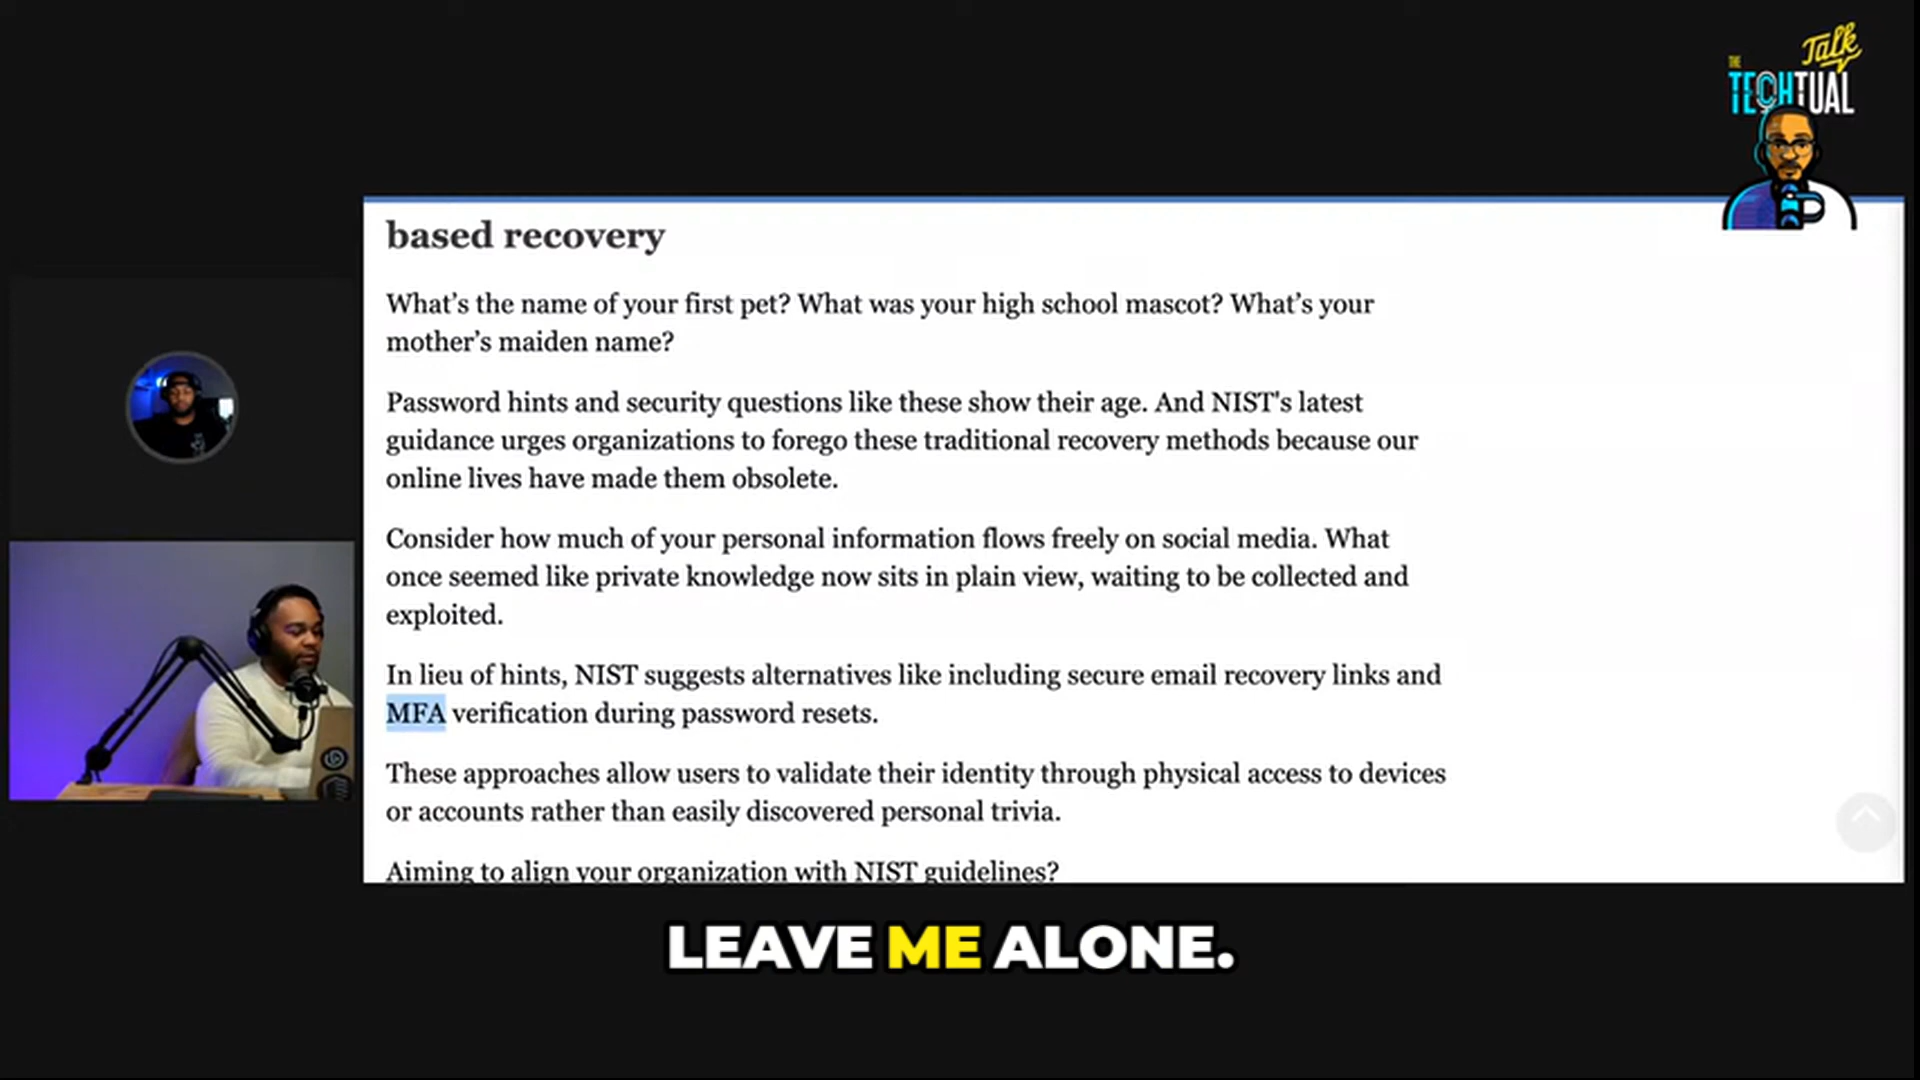 THE
Talk
TECHTUAL
based recovery
What's the name of your first pet? What was your high school mascot? What's your
mother's maiden name?
Password hints and security questions like these show their age. And NIST's latest
guidance urges organizations to forego these traditional recovery methods because our
online lives have made them obsolete.
Consider how much of your personal information flows freely on social media. What
once seemed like private knowledge now sits in plain view, waiting to be collected and
exploited.
In lieu of hints, NIST suggests alternatives like including secure email recovery links and
MFA verification during password resets.
These approaches allow users to validate their identity through physical access to devices
or accounts rather than easily discovered personal trivia.
Aiming to align your organization with NIST guidelines?
LEAVE ME ALONE.